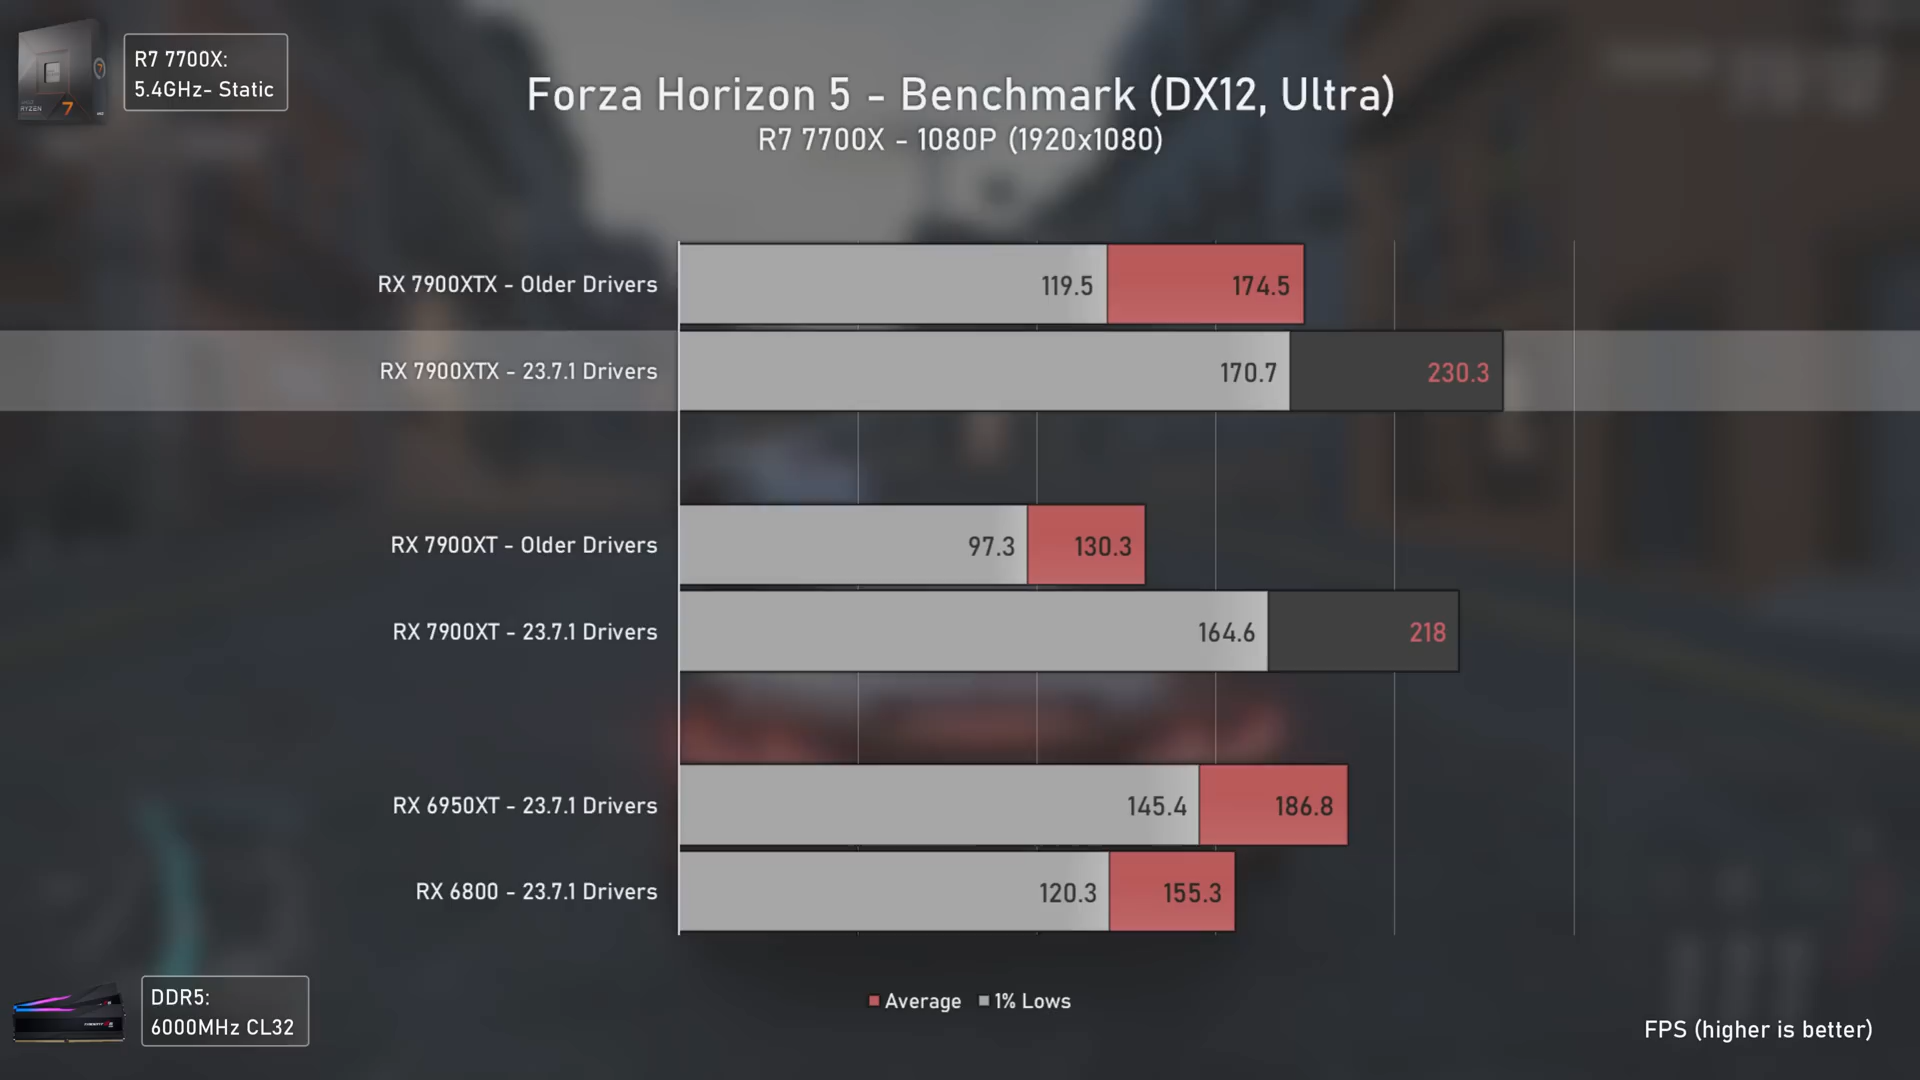 R7 7700X:
5.4GHz- Static
RYZEN 7
Forza Horizon 5 - Benchmark (DX12, Ultra)
R7 7700X - 1080P (1920x1080)
RX 7900XTX - Older Drivers 119.5 174.5
RX 7900XTX - 23.7.1 Drivers 170.7 230.3
RX 7900XT - Older Drivers 97.3 130.3
RX 7900XT - 23.7.1 Drivers 164.6 218
RX 6950XT - 23.7.1 Drivers 145.4 186.8
RX 6800 - 23.7.1 Drivers 120.3 155.3
Average 1% Lows
DDR5:
6000MHz CL32
FPS (higher is better)